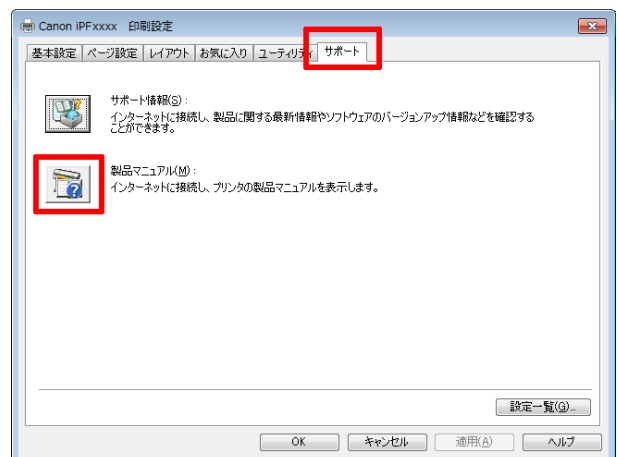 Canon iPFxxxx 印刷設定
基本設定 ページ設定 レイアウト お気に入り ユーティリティ サポート
サポート情報(S) :
インターネットに接続し、製品に関する最新情報やソフトウェアのバージョンアップ情報などを確認する
ことができます。
製品マニュアル(M) :
インターネットに接続し、プリンタの製品マニュアルを表示します。
設定一覧(G)...
OK キャンセル 適用(A) ヘルプ